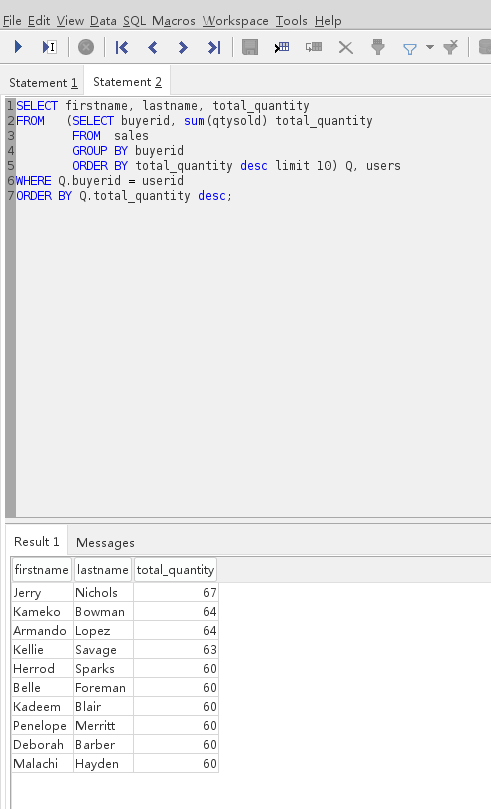 File Edit View Data SQL Macros Workspace Tools Help
Statement 1 Statement 2
1 SELECT firstname, lastname, total_quantity
2 FROM (SELECT buyerid, sum(qtysold) total_quantity
3 FROM sales
4 GROUP BY buyerid
5 ORDER BY total_quantity desc limit 10) Q, users
6 WHERE Q.buyerid = userid
7 ORDER BY Q.total_quantity desc;
Result 1 Messages
firstname lastname total_quantity
Jerry Nichols 67
Kameko Bowman 64
Armando Lopez 64
Kellie Savage 63
Herrod Sparks 60
Belle Foreman 60
Kadeem Blair 60
Penelope Merritt 60
Deborah Barber 60
Malachi Hayden 60